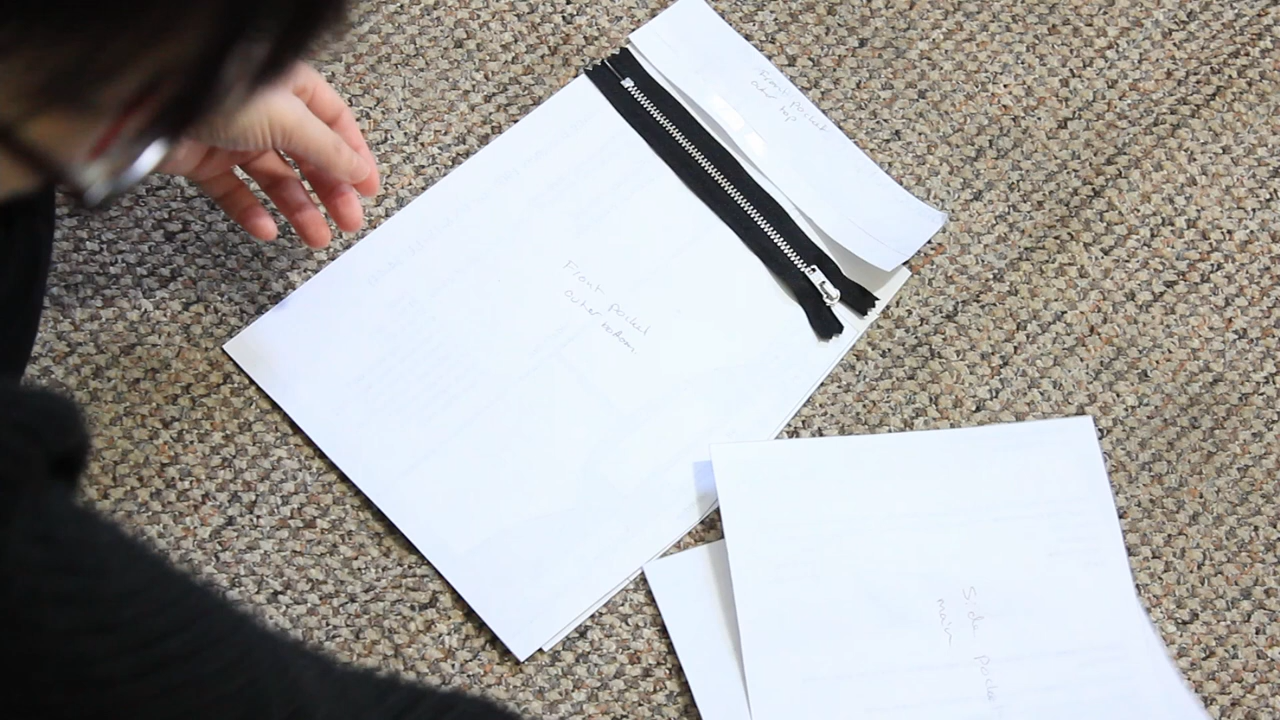 Front pocket
outer top
Front pocket
outer bottom
Side pocket
main